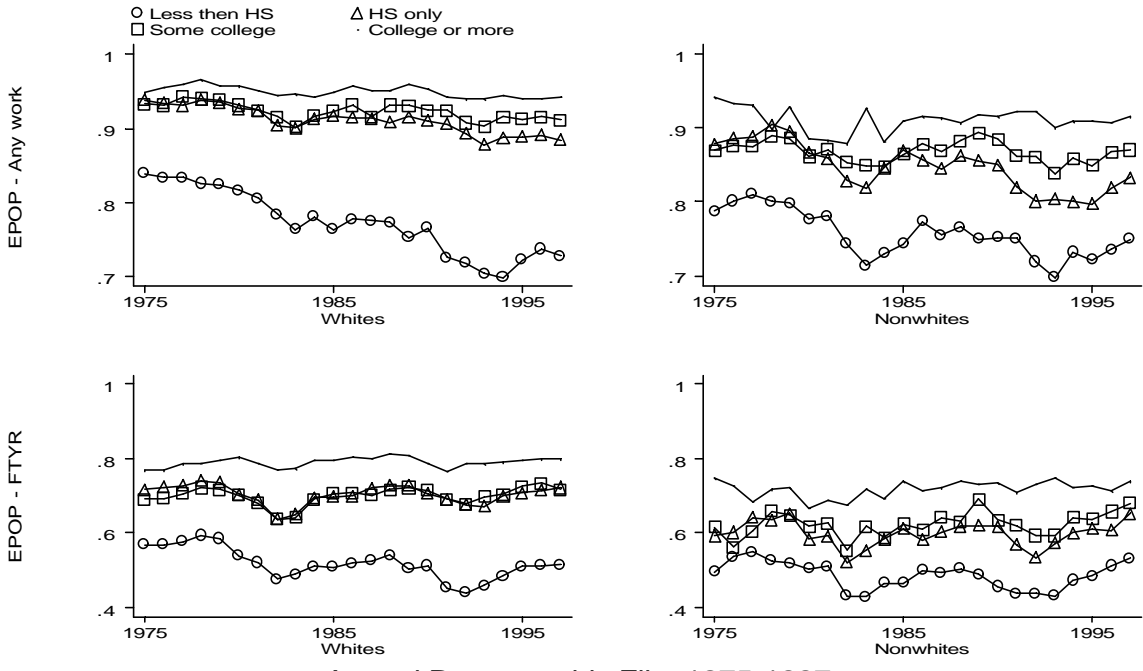 Less then HS
HS only
Some college
College or more
EPOP - Any work
1
.9
.8
.7
1975
1985
1995
Whites
1
.9
.8
.7
1975
1985
1995
Nonwhites
EPOP - FTYR
1
.8
.6
.4
1975
1985
1995
Whites
1
.8
.6
.4
1975
1985
1995
Nonwhites